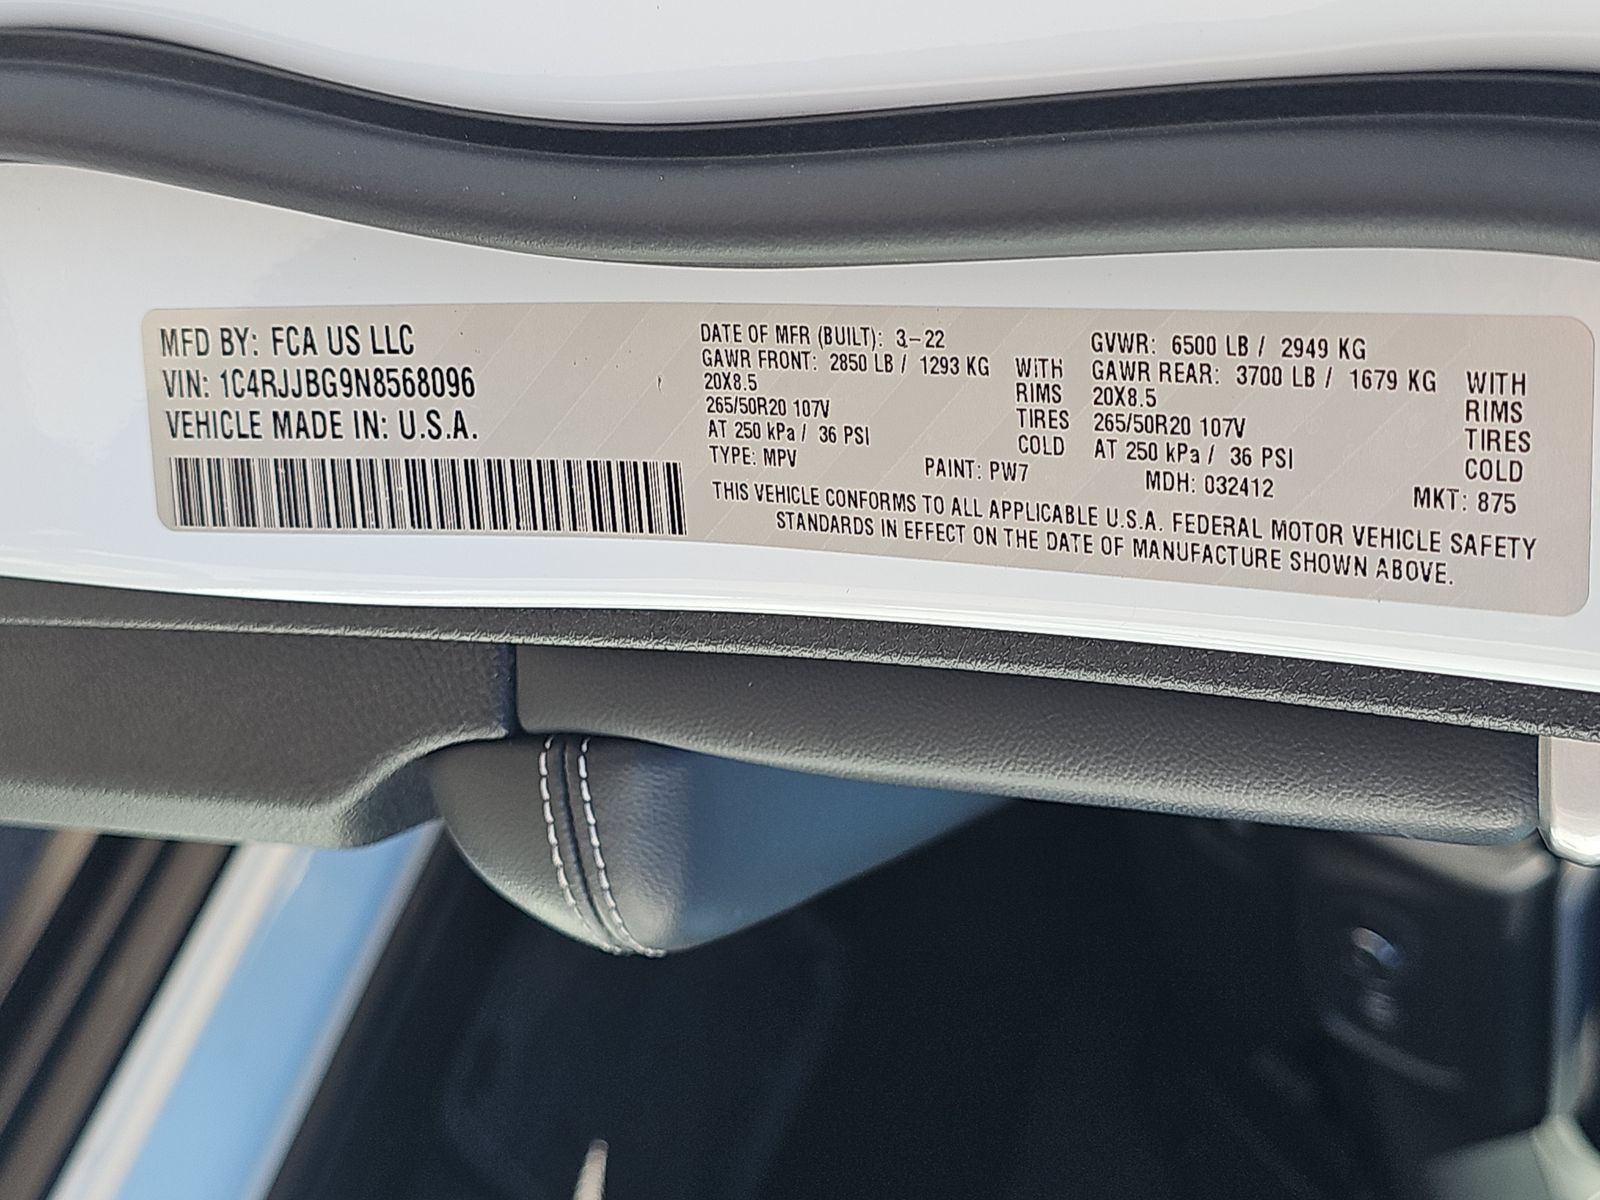 MFD BY: FCA US LLC
VIN: 1C4RJJBG9N8568096
VEHICLE MADE IN: U.S.A.
DATE OF MFR (BUILT): 3-22
GAWR FRONT: 2850 LB / 1293 KG WITH
20X8.5 RIMS
265/50R20 107V TIRES
AT 250 kPa / 36 PSI COLD
TYPE: MPV PAINT: PW7
GVWR: 6500 LB / 2949 KG
GAWR REAR: 3700 LB / 1679 KG WITH
20X8.5 RIMS
265/50R20 107V TIRES
AT 250 kPa / 36 PSI COLD
MDH: 032412 MKT: 875
THIS VEHICLE CONFORMS TO ALL APPLICABLE U.S.A. FEDERAL MOTOR VEHICLE SAFETY
STANDARDS IN EFFECT ON THE DATE OF MANUFACTURE SHOWN ABOVE.